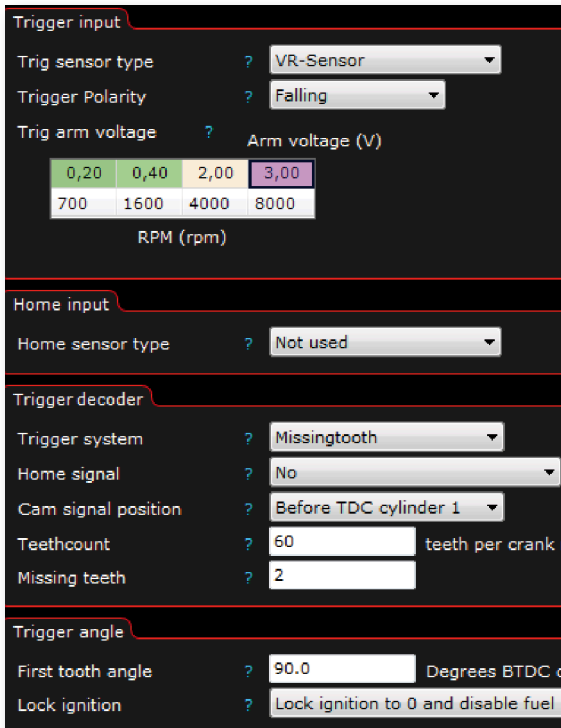 Trigger input
Trig sensor type ? VR-Sensor
Trigger Polarity ? Falling
Trig arm voltage ? Arm voltage (V)
0,20 0,40 2,00 3,00
700 1600 4000 8000
RPM (rpm)
Home input
Home sensor type ? Not used
Trigger decoder
Trigger system ? Missingtooth
Home signal ? No
Cam signal position ? Before TDC cylinder 1
Teethcount ? 60 teeth per crank
Missing teeth ? 2
Trigger angle
First tooth angle ? 90.0 Degrees BTDC
Lock ignition ? Lock ignition to 0 and disable fuel